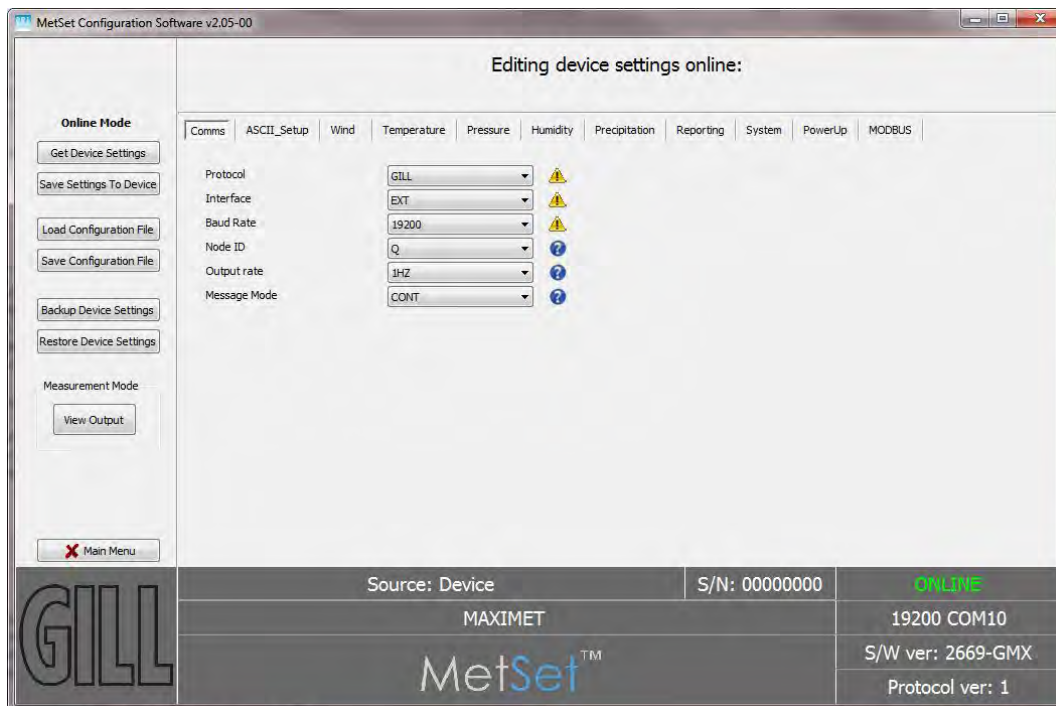 MetSet Configuration Software v2.05-00
Editing device settings online:
Online Mode
Get Device Settings
Save Settings To Device
Load Configuration File
Save Configuration File
Backup Device Settings
Restore Device Settings
Measurement Mode
View Output
Main Menu
Comms ASCII_Setup Wind Temperature Pressure Humidity Precipitation Reporting System PowerUp MODBUS
Protocol GILL
Interface EXT
Baud Rate 19200
Node ID Q
Output rate 1HZ
Message Mode CONT
GILL
Source: Device S/N: 00000000 ONLINE
MAXIMET 19200 COM10
MetSet™ S/W ver: 2669-GMX
Protocol ver: 1